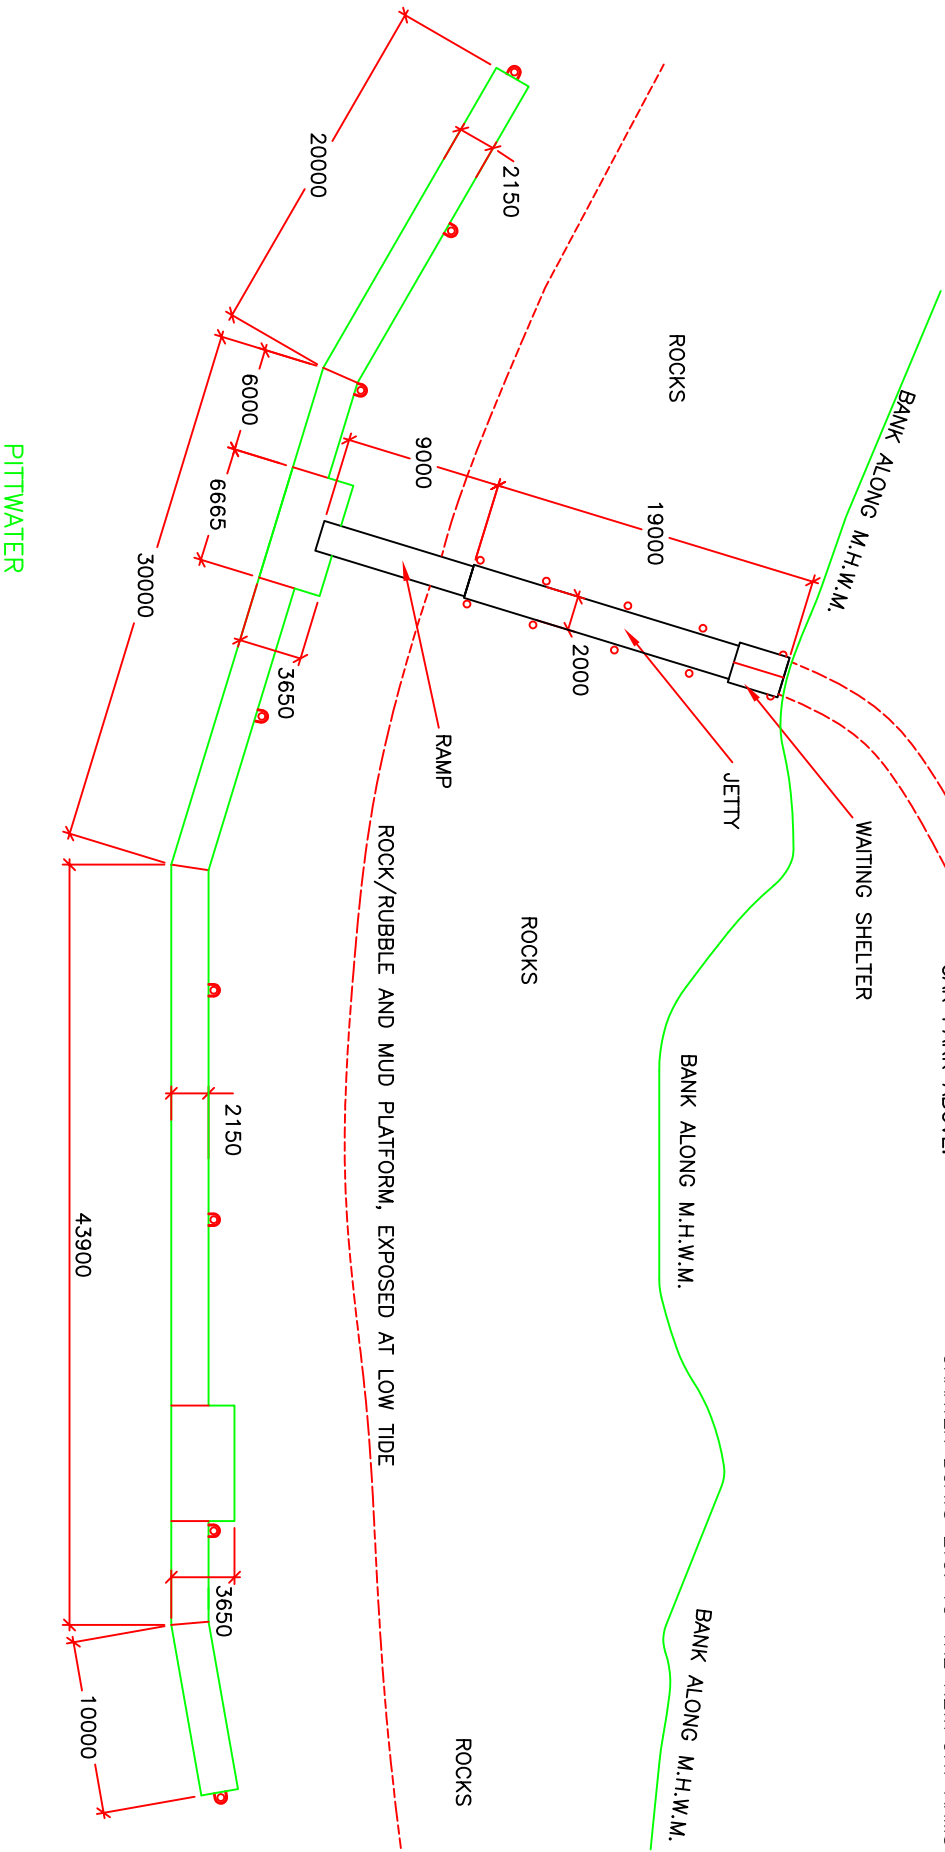 BANK ALONG M.H.W.M.
ROCKS
20000
2150
6000
9000
19000
6665
30000
3650
2000
PITTWATER
RAMP
JETTY
WAITING SHELTER
ROCK/RUBBLE AND MUD PLATFORM, EXPOSED AT LOW TIDE
ROCKS
BANK ALONG M.H.W.M.
2150
43900
3650
BANK ALONG M.H.W.M.
10000
ROCKS